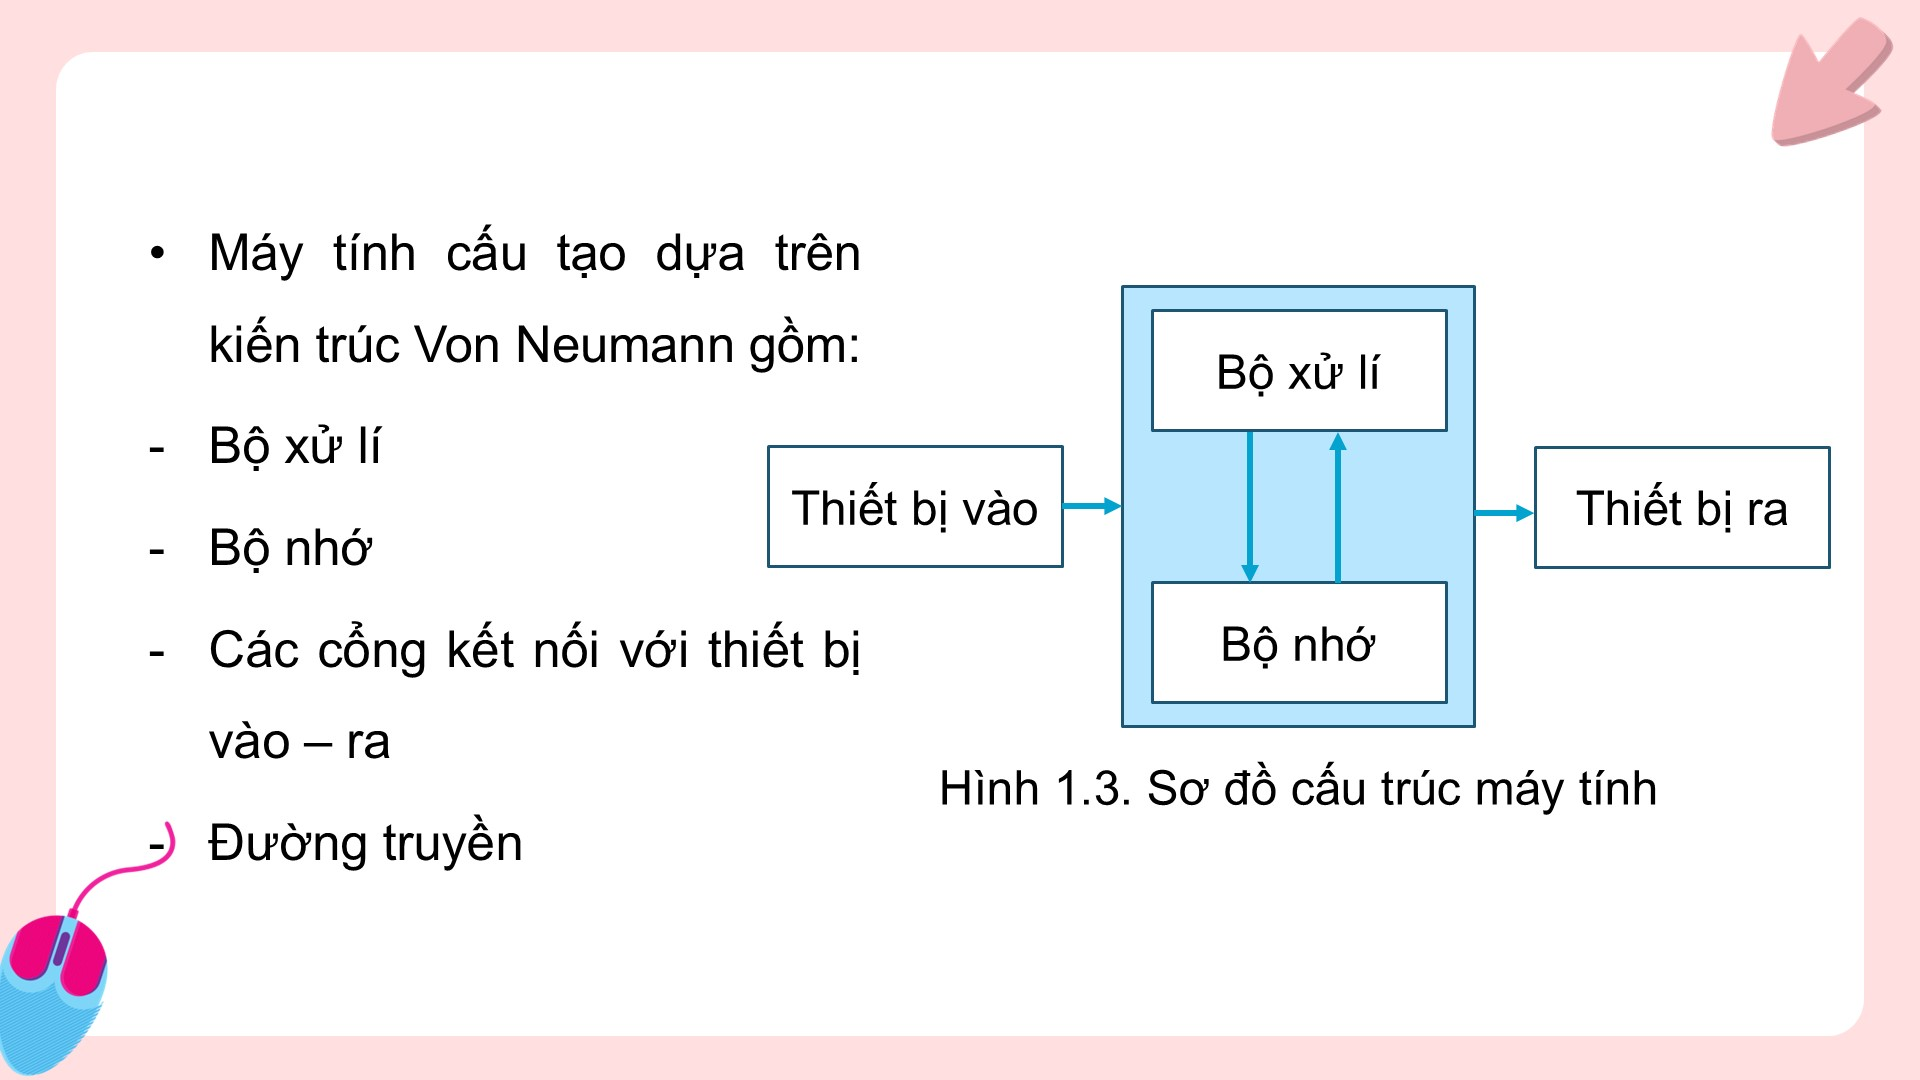 • Máy tính cấu tạo dựa trên
kiến trúc Von Neumann gồm:
- Bộ xử lí
- Bộ nhớ
- Các cổng kết nối với thiết bị
vào – ra
- Đường truyền
Bộ xử lí
Thiết bị vào
Thiết bị ra
Bộ nhớ
Hình 1.3. Sơ đồ cấu trúc máy tính